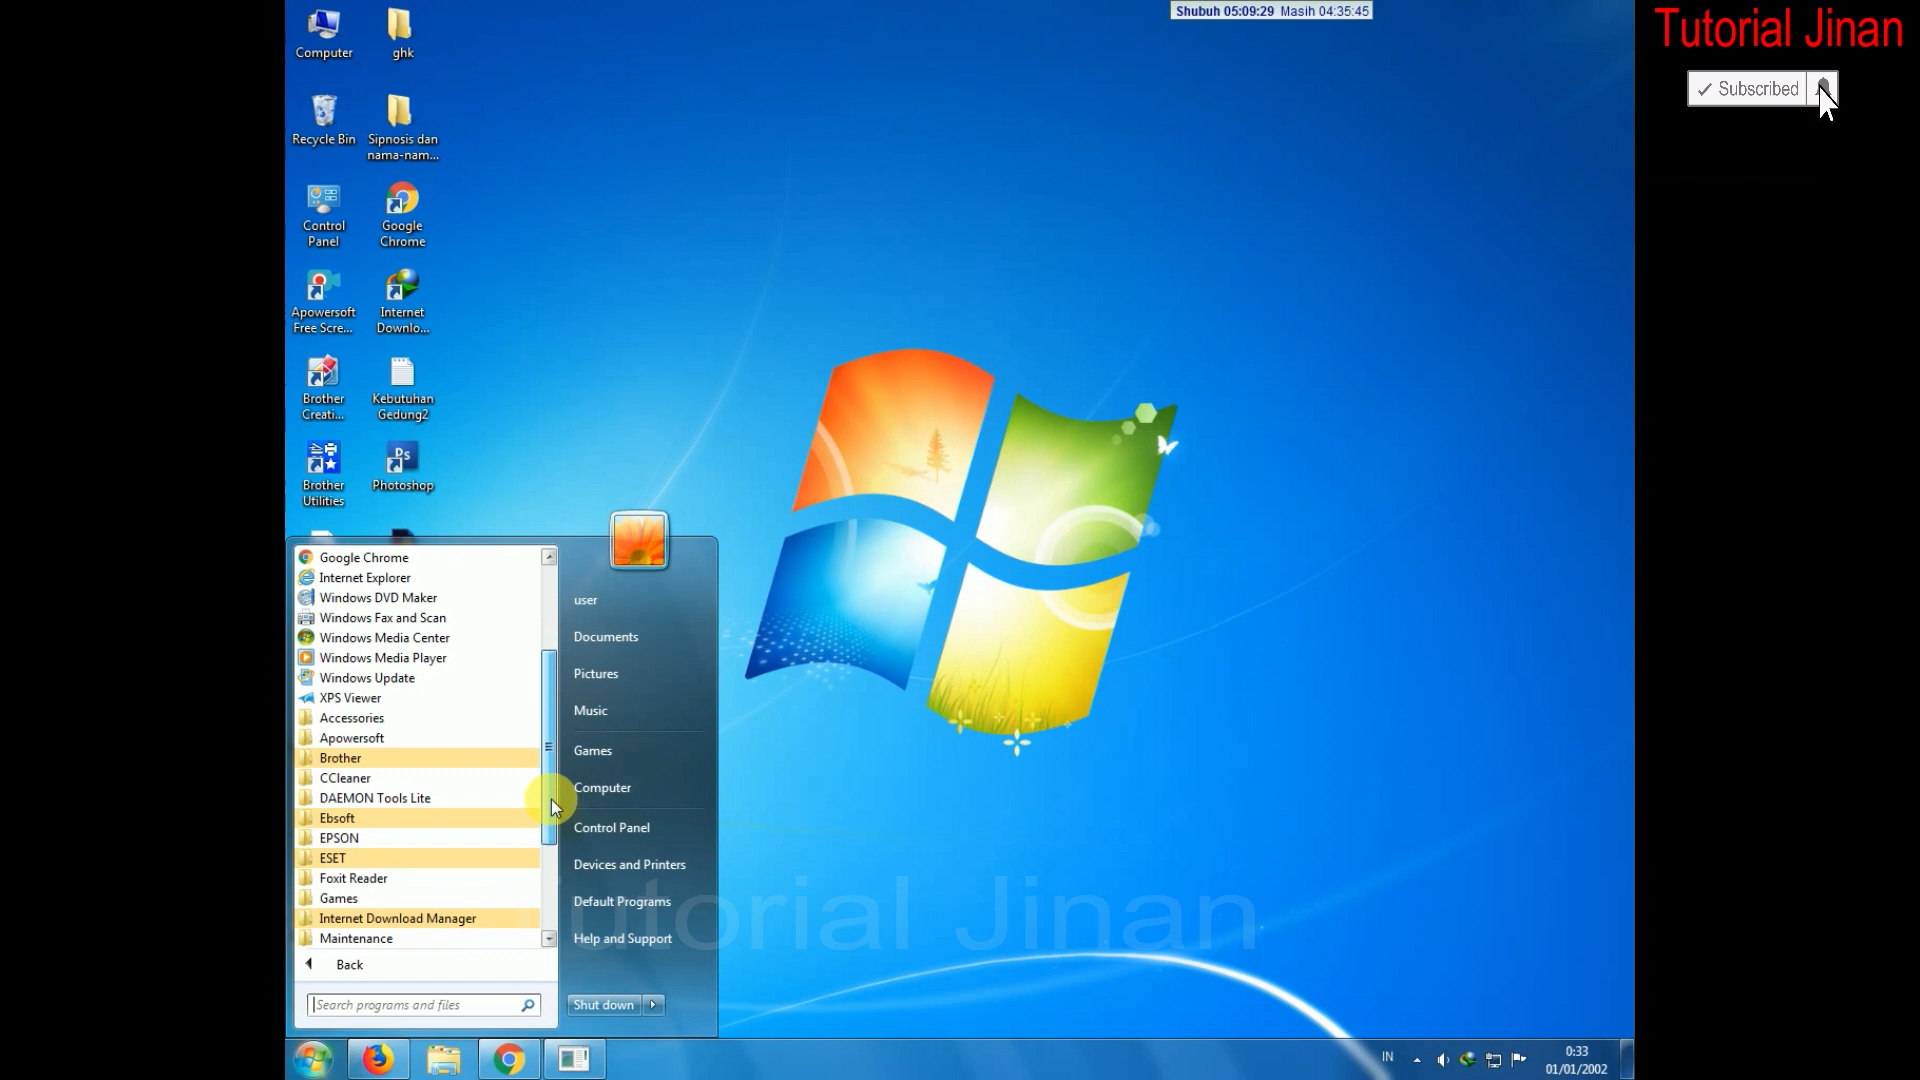 Shubuh 05:09:29 Masih 04:35:45
Tutorial Jinan
Subscribed
Computer
ghk
Recycle Bin
Sipnosis dan
nama-nam...
Control
Panel
Google
Chrome
Apowersoft
Free Scre...
Internet
Downlo...
Brother
Creati...
Kebutuhan
Gedung2
Brother
Utilities
Ps
Photoshop
Google Chrome
Internet Explorer
Windows DVD Maker
Windows Fax and Scan
Windows Media Center
Windows Media Player
Windows Update
XPS Viewer
Accessories
Apowersoft
Brother
CCleaner
DAEMON Tools Lite
Ebsoft
EPSON
ESET
Foxit Reader
Games
Internet Download Manager
Maintenance
Back
Search programs and files
user
Documents
Pictures
Music
Games
Computer
Control Panel
Devices and Printers
Default Programs
Help and Support
Shut down
Tutorial Jinan
IN
0:33
01/01/2002